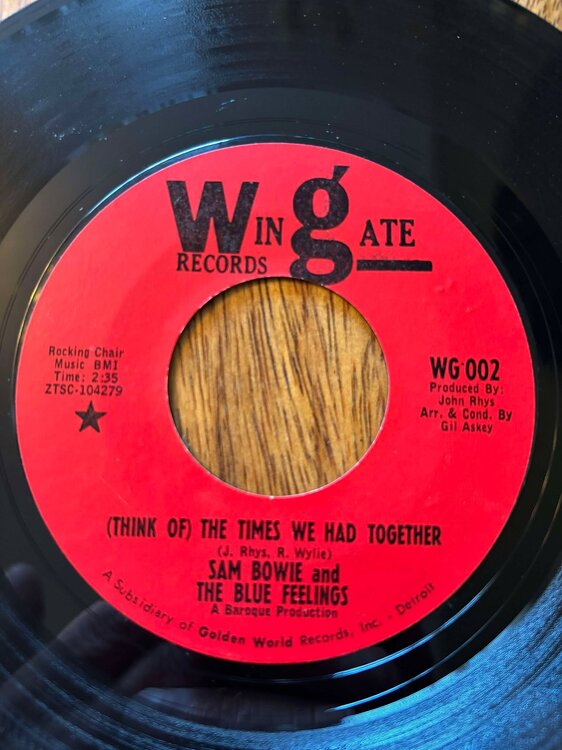 WINgATE
RECORDS
Rocking Chair
Music BMI
Time: 2:35
ZTSC-104279
WG 002
Produced By:
John Rhys
Arr. & Cond. By
Gil Askey
(THINK OF) THE TIMES WE HAD TOGETHER
(J. Rhys, R. Wylie)
SAM BOWIE and
THE BLUE FEELINGS
A Baroque Production
A Subsidiary of Golden World Records, Inc. - Detroit